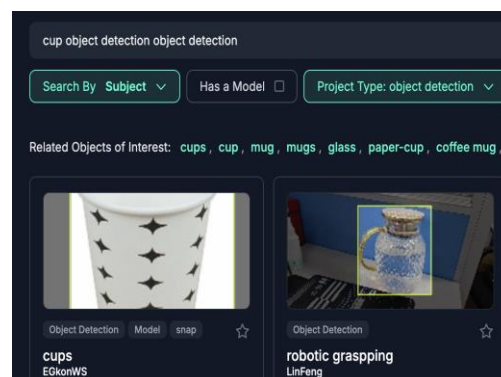 cup object detection object detection
Search By Subject
Has a Model
Project Type: object detection
Related Objects of Interest: cups , cup , mug , mugs , glass , paper-cup , coffee mug ,
Object Detection Model snap
Object Detection
cups
EGkonWS
robotic graspping
LinFeng